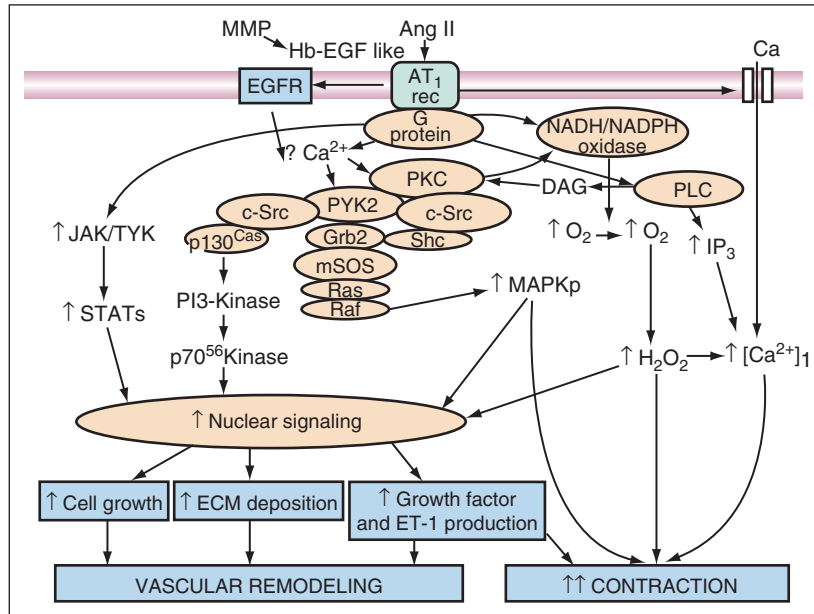 MMP
Ang II
Hb-EGF like
Ca
EGFR
AT₁
rec
G
protein
NADH/NADPH
oxidase
? Ca²⁺
PKC
DAG
PLC
PYK2
c-Src
c-Src
↑ JAK/TYK
p130ᶜᵃˢ
Grb2
Shc
↑ O₂
↑ O₂
↑ IP₃
mSOS
Ras
Raf
↑ MAPKp
PI3-Kinase
↑ STATs
p70⁵⁶Kinase
↑ H₂O₂
↑ [Ca²⁺]₁
↑ Nuclear signaling
↑ Cell growth
↑ ECM deposition
↑ Growth factor
and ET-1 production
VASCULAR REMODELING
↑↑ CONTRACTION